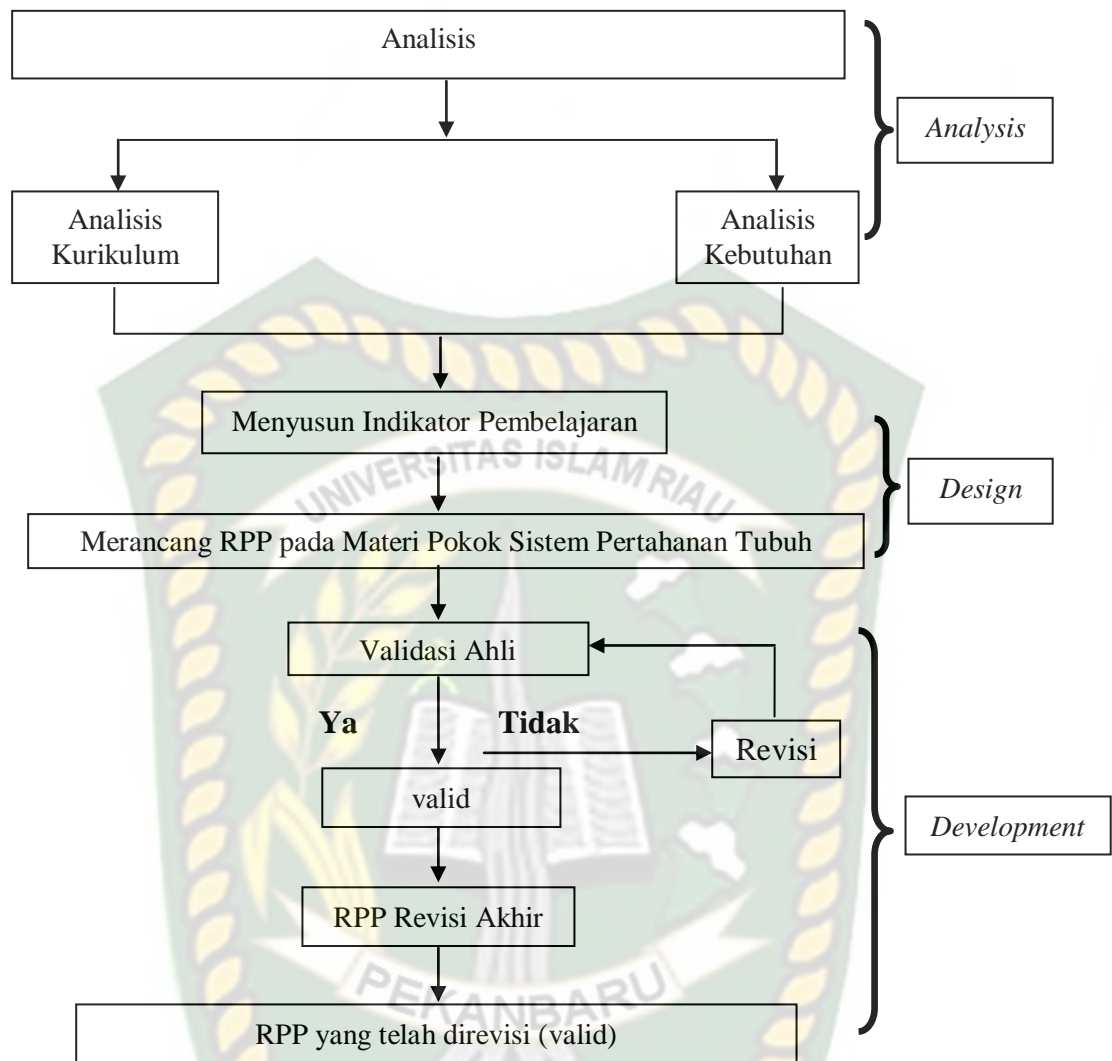 Analisis
Analysis
Analisis
Kurikulum
Analisis
Kebutuhan
Menyusun Indikator Pembelajaran
UNIVERSITAS ISLAM RIAU
Design
Merancang RPP pada Materi Pokok Sistem Pertahanan Tubuh
Validasi Ahli
Ya
Tidak
Revisi
valid
Development
RPP Revisi Akhir
PEKANBARU
RPP yang telah direvisi (valid)